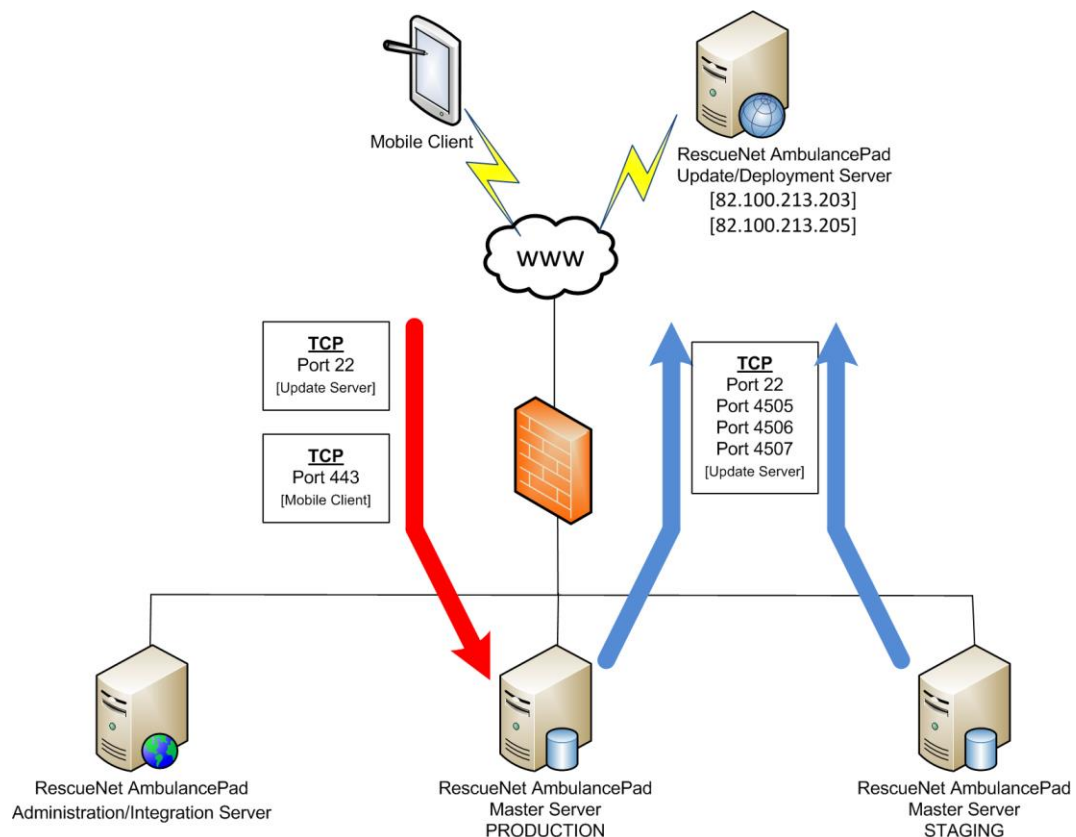 Mobile Client
RescueNet AmbulancePad
Update/Deployment Server
[82.100.213.203]
[82.100.213.205]
www
TCP
Port 22
[Update Server]
TCP
Port 443
[Mobile Client]
TCP
Port 22
Port 4505
Port 4506
Port 4507
[Update Server]
RescueNet AmbulancePad
Administration/Integration Server
RescueNet AmbulancePad
Master Server
PRODUCTION
RescueNet AmbulancePad
Master Server
STAGING